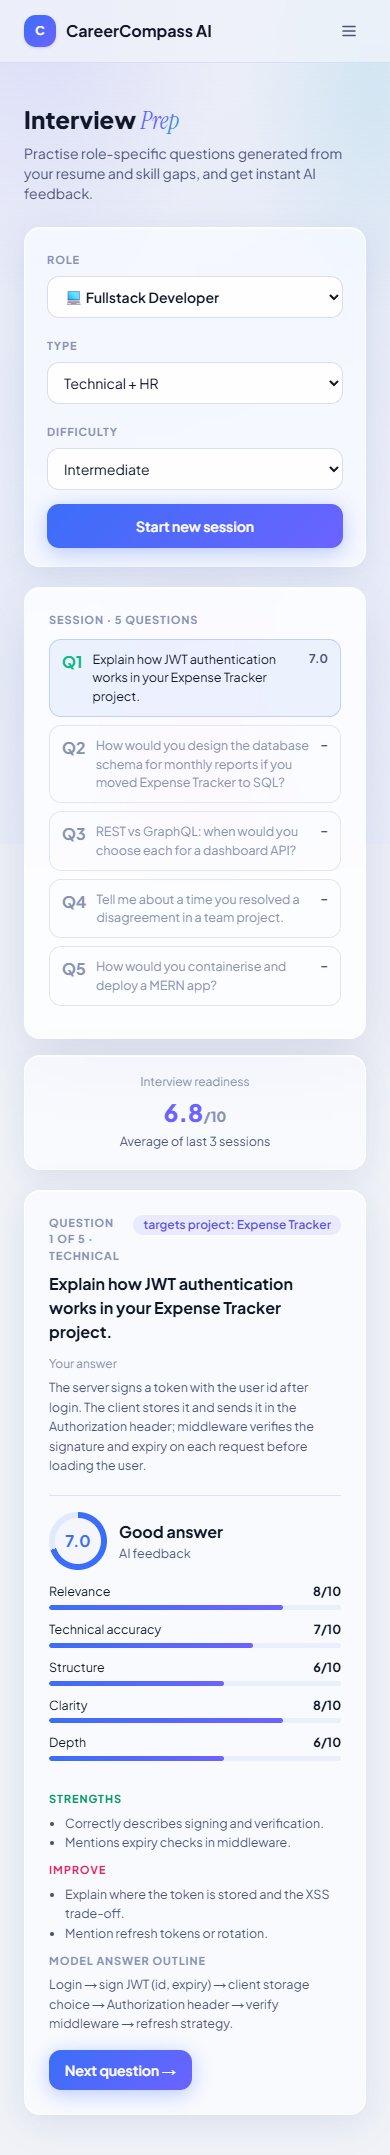 C CareerCompass AI
Interview Prep
Practise role-specific questions generated from
your resume and skill gaps, and get instant AI
feedback.
ROLE
Fullstack Developer
TYPE
Technical + HR
DIFFICULTY
Intermediate
Start new session
SESSION · 5 QUESTIONS
Q1 Explain how JWT authentication 7.0
works in your Expense Tracker
project.
Q2 How would you design the database –
schema for monthly reports if you
moved Expense Tracker to SQL?
Q3 REST vs GraphQL: when would you –
choose each for a dashboard API?
Q4 Tell me about a time you resolved a –
disagreement in a team project.
Q5 How would you containerise and –
deploy a MERN app?
Interview readiness
6.8/10
Average of last 3 sessions
QUESTION
1 OF 5 ·
TECHNICAL
targets project: Expense Tracker
Explain how JWT authentication
works in your Expense Tracker
project.
Your answer
The server signs a token with the user id after
login. The client stores it and sends it in the
Authorization header; middleware verifies the
signature and expiry on each request before
loading the user.
7.0
Good answer
AI feedback
Relevance 8/10
Technical accuracy 7/10
Structure 6/10
Clarity 8/10
Depth 6/10
STRENGTHS
• Correctly describes signing and verification.
• Mentions expiry checks in middleware.
IMPROVE
• Explain where the token is stored and the XSS
trade-off.
• Mention refresh tokens or rotation.
MODEL ANSWER OUTLINE
Login → sign JWT (id, expiry) → client storage
choice → Authorization header → verify
middleware → refresh strategy.
Next question →